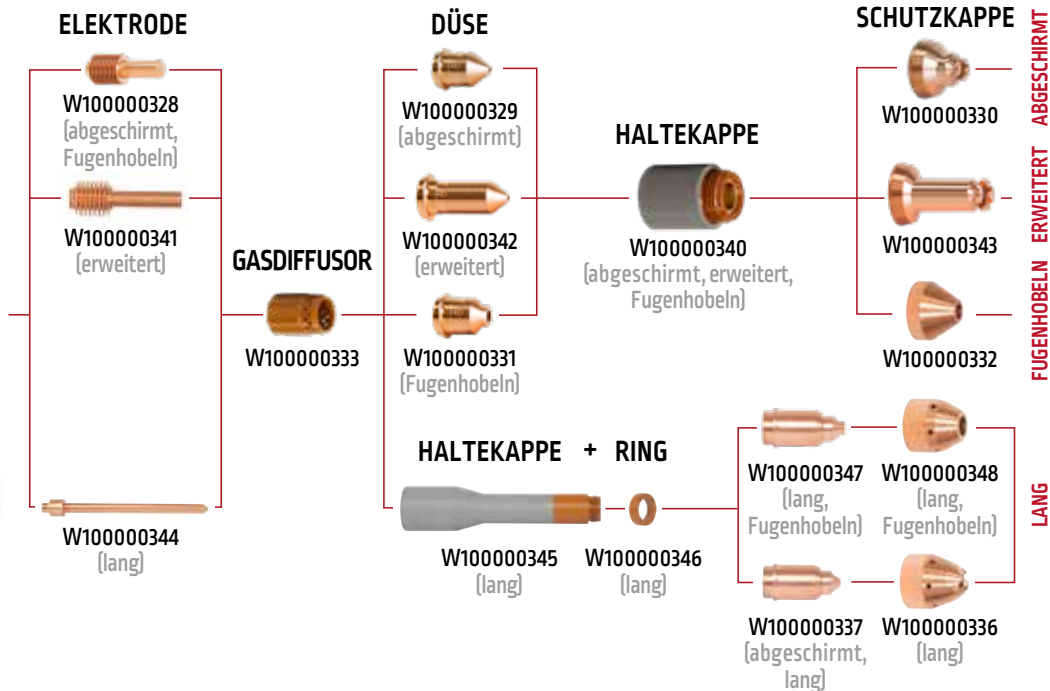 ELEKTRODE
W100000328
(abgeschirmt,
Fugenhobeln)
W100000341
(erweitert)
W100000344
(lang)
GASDIFFUSOR
W100000333
DÜSE
W100000329
(abgeschirmt)
W100000342
(erweitert)
W100000331
(Fugenhobeln)
HALTEKAPPE
W100000340
(abgeschirmt, erweitert,
Fugenhobeln)
SCHUTZKAPPE
W100000330
W100000343
W100000332
ABGESCHIRMT
ERWEITERT
FUGENHOBELN
HALTEKAPPE + RING
W100000345
(lang)
W100000346
(lang)
W100000347
(lang,
Fugenhobeln)
W100000348
(lang,
Fugenhobeln)
W100000337
(abgeschirmt,
lang)
W100000336
(lang)
LANG